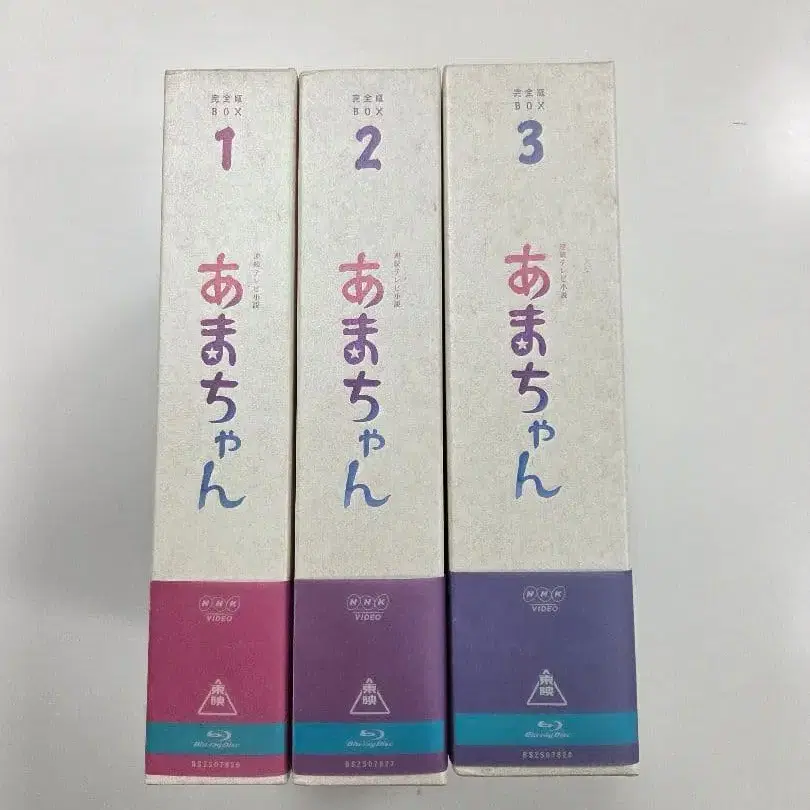 完全版
BOX
1
連続テレビ小説
あまちゃん
NHK
VIDEO
東映
Blu-ray Disc
完全版
BOX
2
連続テレビ小説
あまちゃん
NHK
VIDEO
東映
Blu-ray Disc
BSZS07827
完全版
BOX
3
連続テレビ小説
あまちゃん
NHK
VIDEO
東映
Blu-ray Disc
BSZS07828